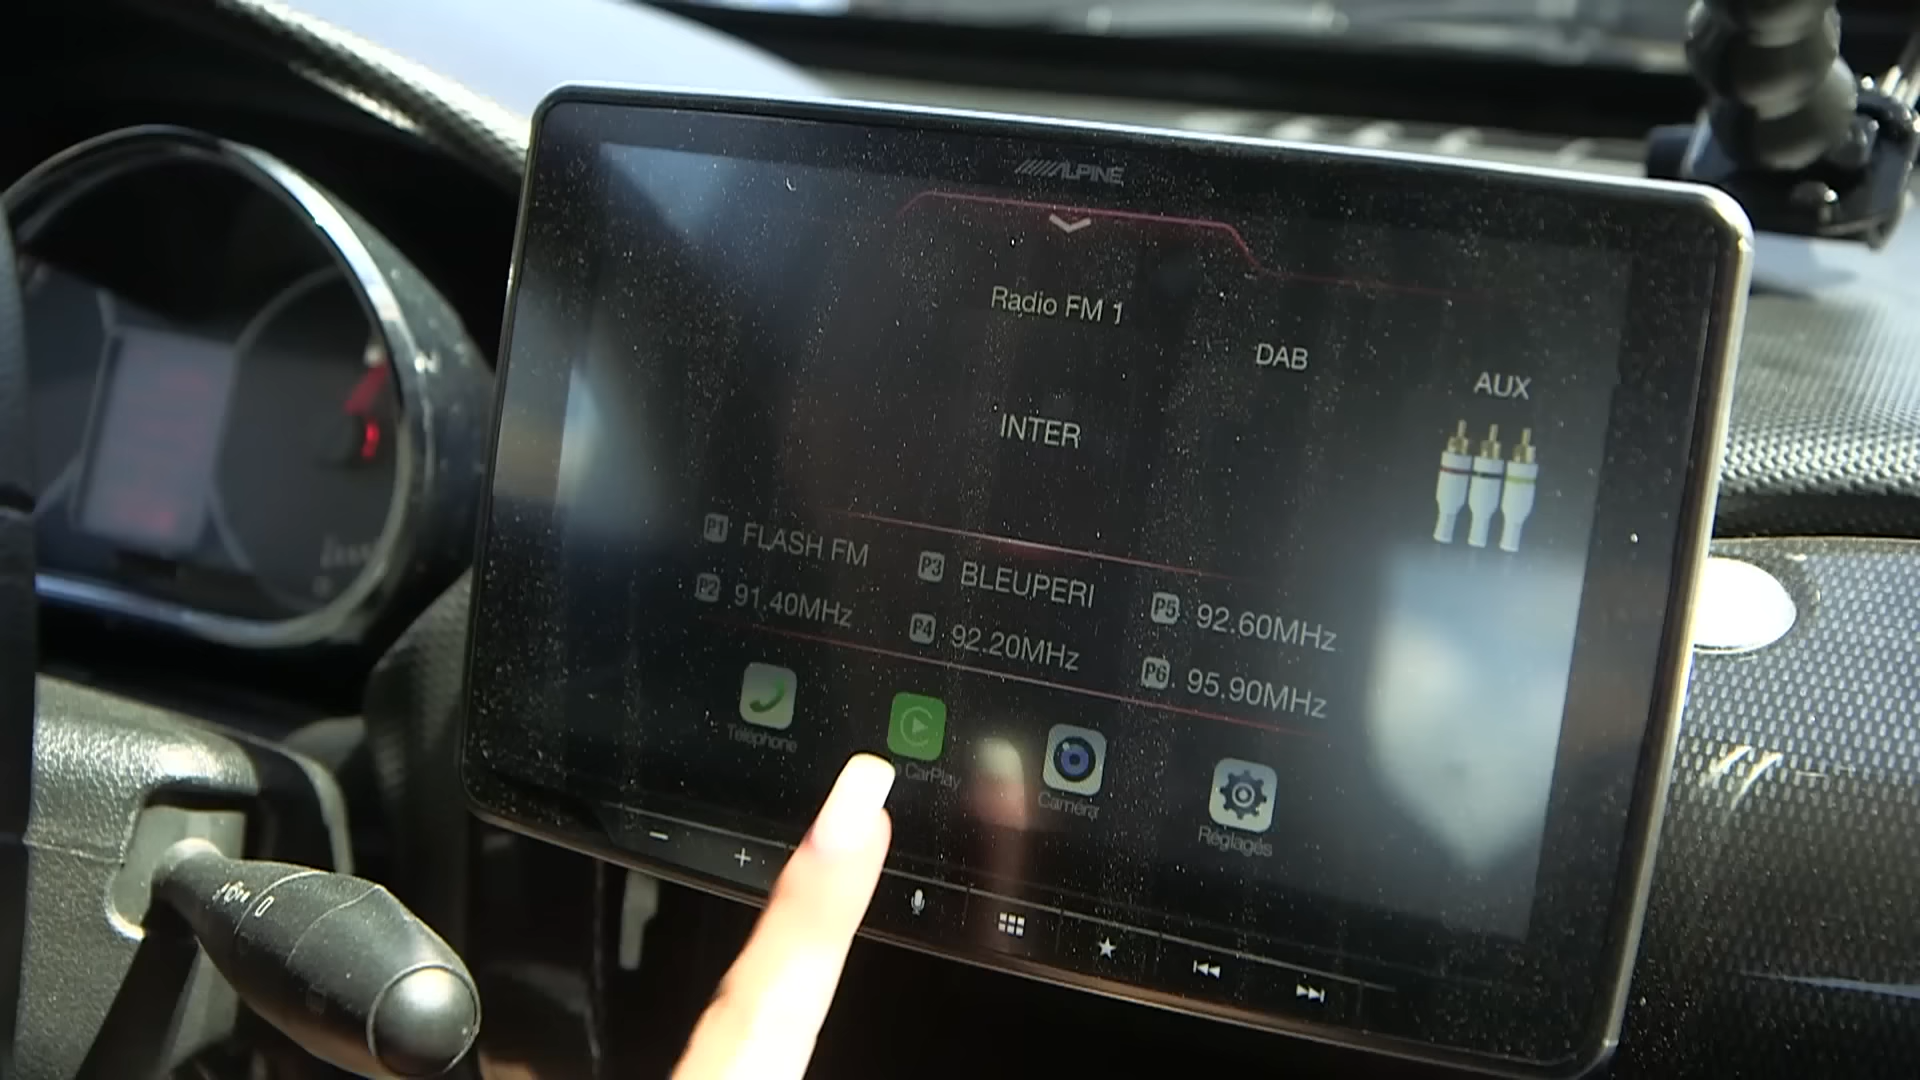 ALPINE
Radio FM 1
DAB
AUX
INTER
P1 FLASH FM
P3 BLEUPERI
P5 92.60MHz
P2 91.40MHz
P4 92.20MHz
P6 95.90MHz
Téléphone
CarPlay
Caméra
Réglages